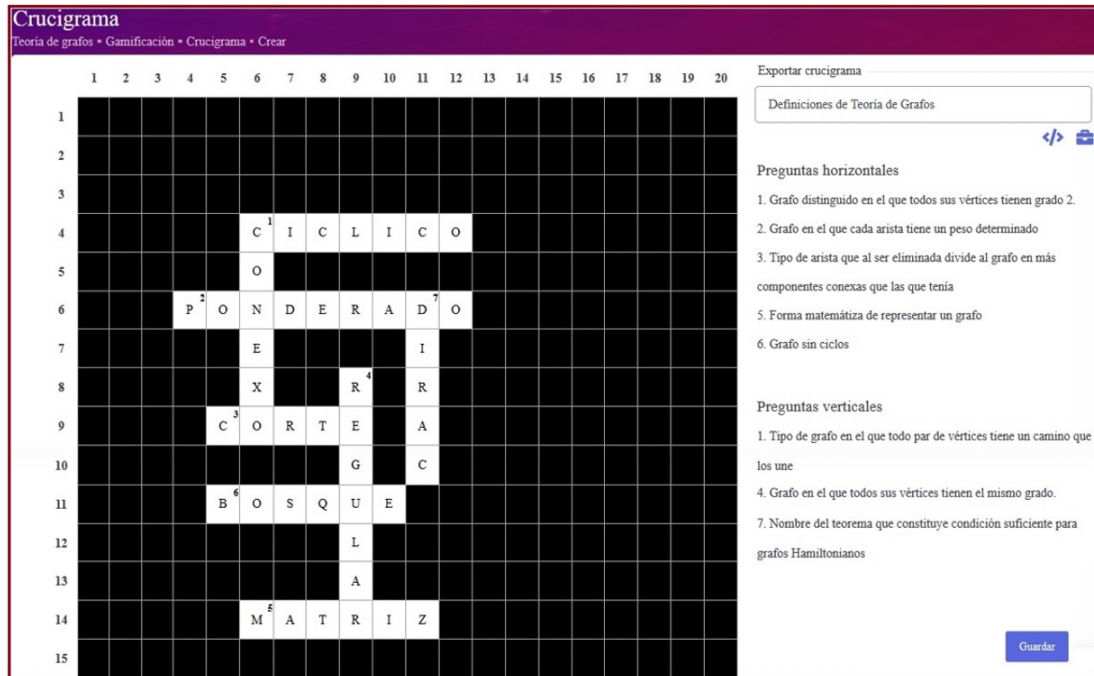 Crucigrama
Teoría de grafos • Gamificación • Crucigrama • Crear
1 2 3 4 5 6 7 8 9 10 11 12 13 14 15 16 17 18 19 20
1
2
3
4 C 1 I C L I C O
5 O
6 P 2 O N D E R A D 7 O
7 E I
8 X R 4 R
9 C 3 O R T E A
10 G C
11 B 6 O S Q U E
12 L
13 A
14 M 5 A T R I Z
15
Exportar crucigrama
Definiciones de Teoría de Grafos
</>
Preguntas horizontales
1. Grafo distinguido en el que todos sus vértices tienen grado 2.
2. Grafo en el que cada arista tiene un peso determinado
3. Tipo de arista que al ser eliminada divide al grafo en más
componentes conexas que las que tenía
5. Forma matemátiza de representar un grafo
6. Grafo sin ciclos
Preguntas verticales
1. Tipo de grafo en el que todo par de vértices tiene un camino que
los une
4. Grafo en el que todos sus vértices tienen el mismo grado.
7. Nombre del teorema que constituye condición suficiente para
grafos Hamiltonianos
Guardar